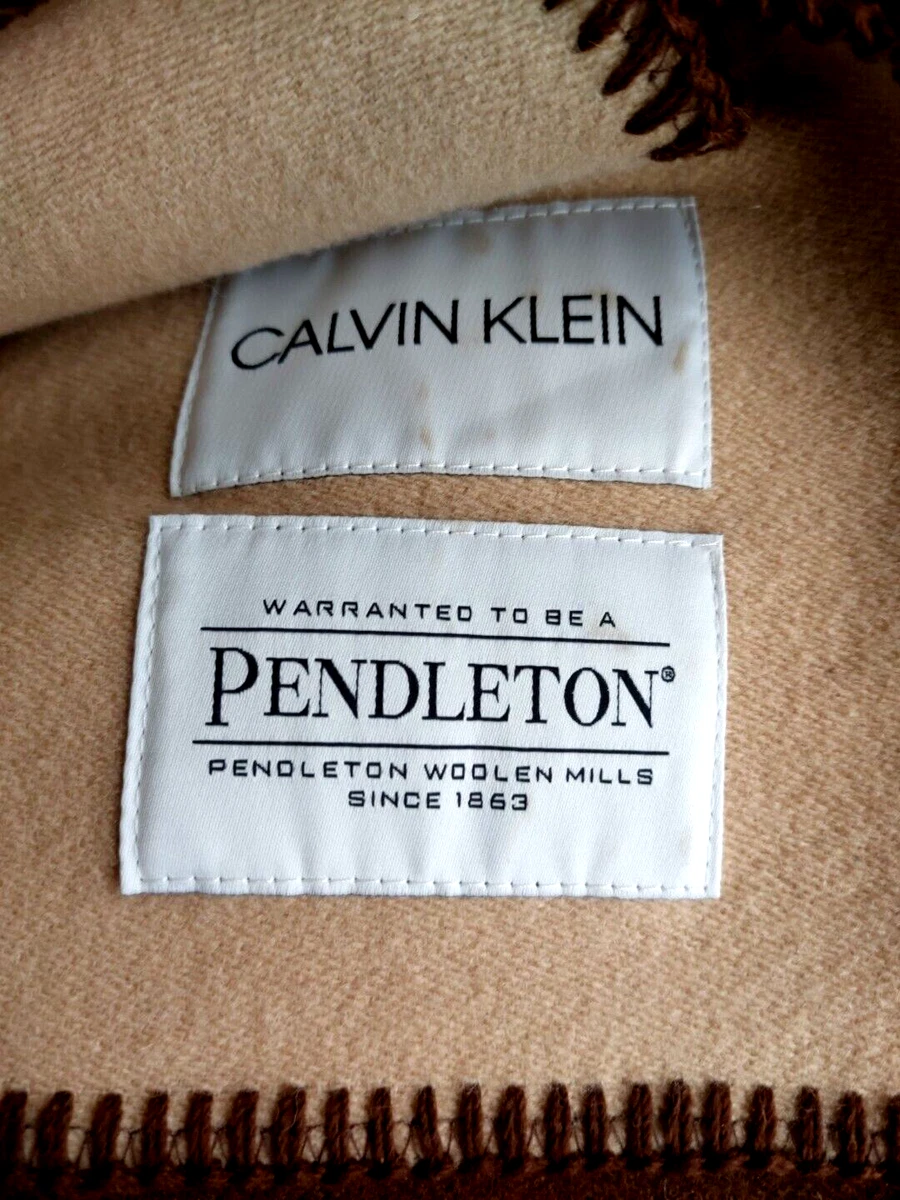 CALVIN KLEIN
WARRANTED TO BE A
PENDLETON®
PENDLETON WOOLEN MILLS
SINCE 1863